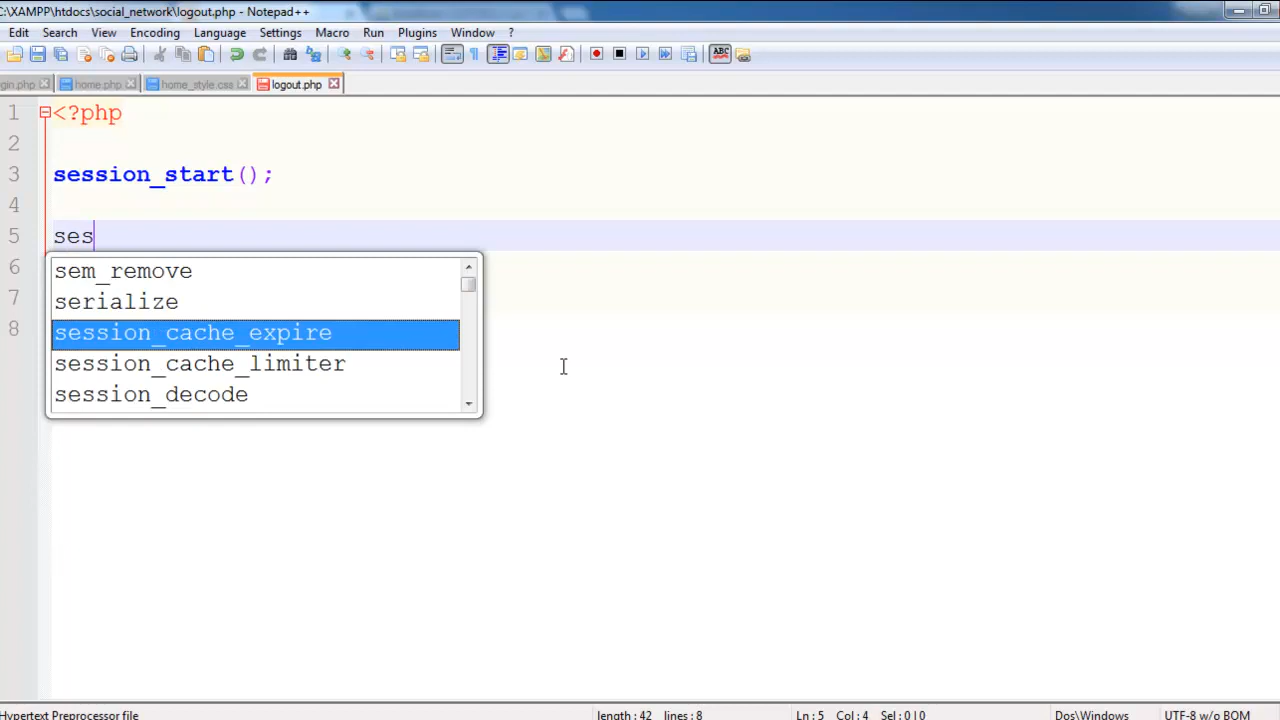 C:\XAMPP\htdocs\social_network\logout.php - Notepad++
Edit Search View Encoding Language Settings Macro Run Plugins Window ?
ABC
gin.php home.php home_style.css logout.php
1 <?php
2
3 session_start();
4
5 ses
6
7
8
sem_remove
serialize
session_cache_expire
session_cache_limiter
session_decode
Hypertext Preprocessor file length : 42 lines : 8 Ln : 5 Col : 4 Sel : 0 | 0 Dos\Windows UTF-8 w/o BOM